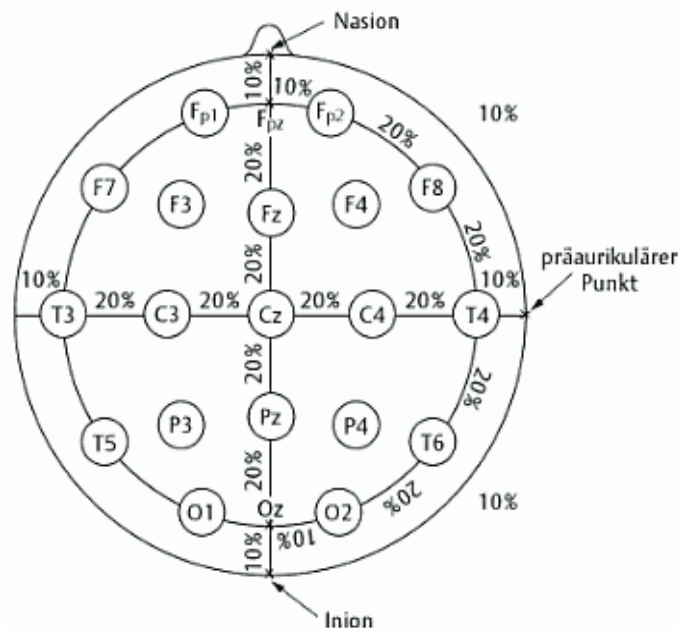 Nasion
10% 10% 10%
Fp1 Fpz Fp2
20% 20%
F7 F3 Fz F4 F8
20% 20%
10% 10%
präaurikulärer
Punkt
T3 20% C3 20% Cz 20% C4 20% T4
20% 20%
T5 P3 Pz P4 T6
20% 20% 10%
O1 Oz O2
10% 10%
Inion